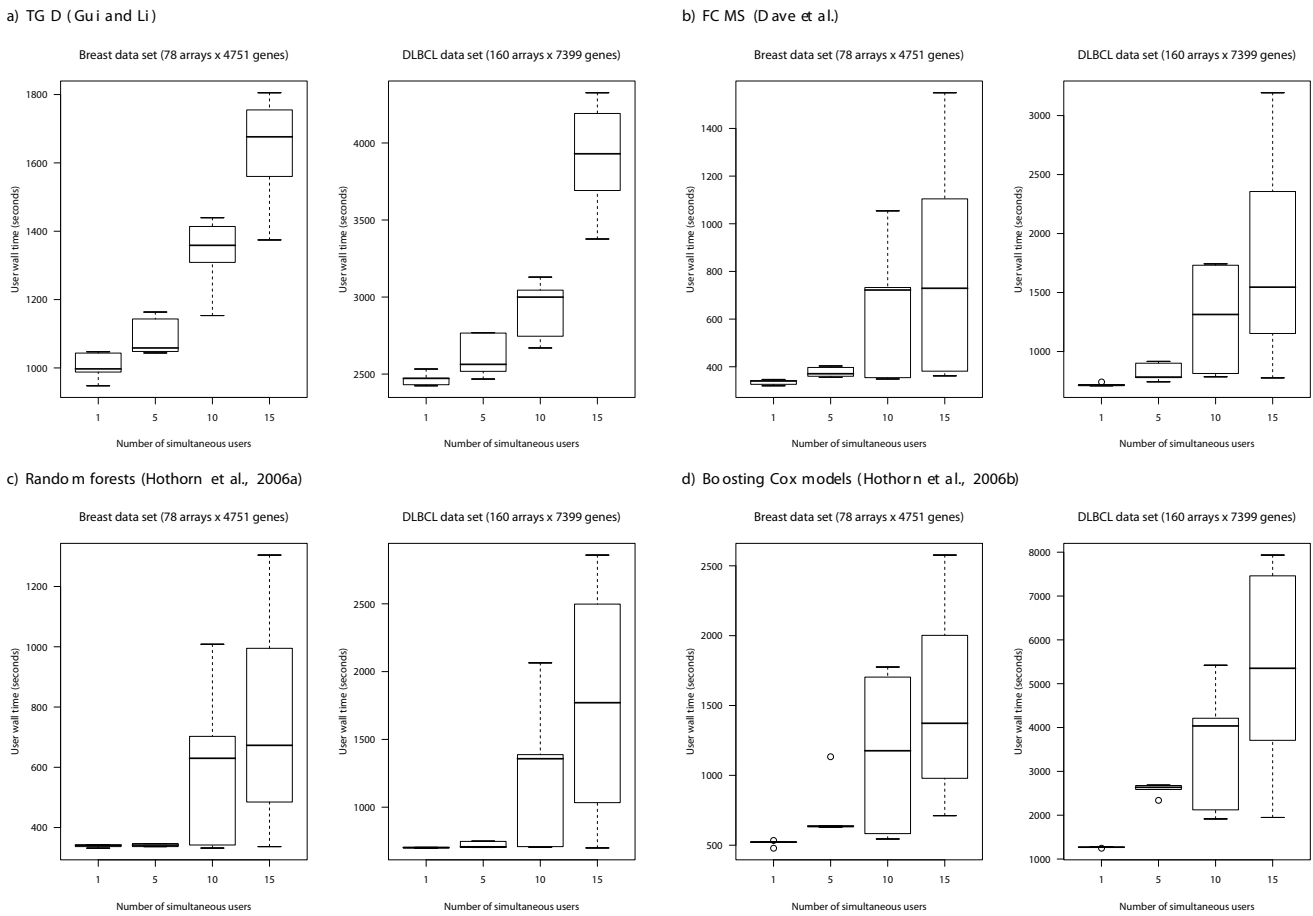 a) TG D (Gui and Li)
b) FC MS (Dave et al.)
Breast data set (78 arrays x 4751 genes)
DLBCL data set (160 arrays x 7399 genes)
Breast data set (78 arrays x 4751 genes)
DLBCL data set (160 arrays x 7399 genes)
User wall time (seconds)
1800
1600
1400
1200
1000
1 5 10 15
Number of simultaneous users
User wall time (seconds)
4000
3500
3000
2500
1 5 10 15
Number of simultaneous users
User wall time (seconds)
1400
1200
1000
800
600
400
1 5 10 15
Number of simultaneous users
User wall time (seconds)
3000
2500
2000
1500
1000
1 5 10 15
Number of simultaneous users
c) Random forests (Hothorn et al., 2006a)
d) Boosting Cox models (Hothorn et al., 2006b)
Breast data set (78 arrays x 4751 genes)
DLBCL data set (160 arrays x 7399 genes)
Breast data set (78 arrays x 4751 genes)
DLBCL data set (160 arrays x 7399 genes)
User wall time (seconds)
1200
1000
800
600
400
1 5 10 15
Number of simultaneous users
User wall time (seconds)
2500
2000
1500
1000
1 5 10 15
Number of simultaneous users
User wall time (seconds)
2500
2000
1500
1000
500
1 5 10 15
Number of simultaneous users
User wall time (seconds)
8000
7000
6000
5000
4000
3000
2000
1000
1 5 10 15
Number of simultaneous users